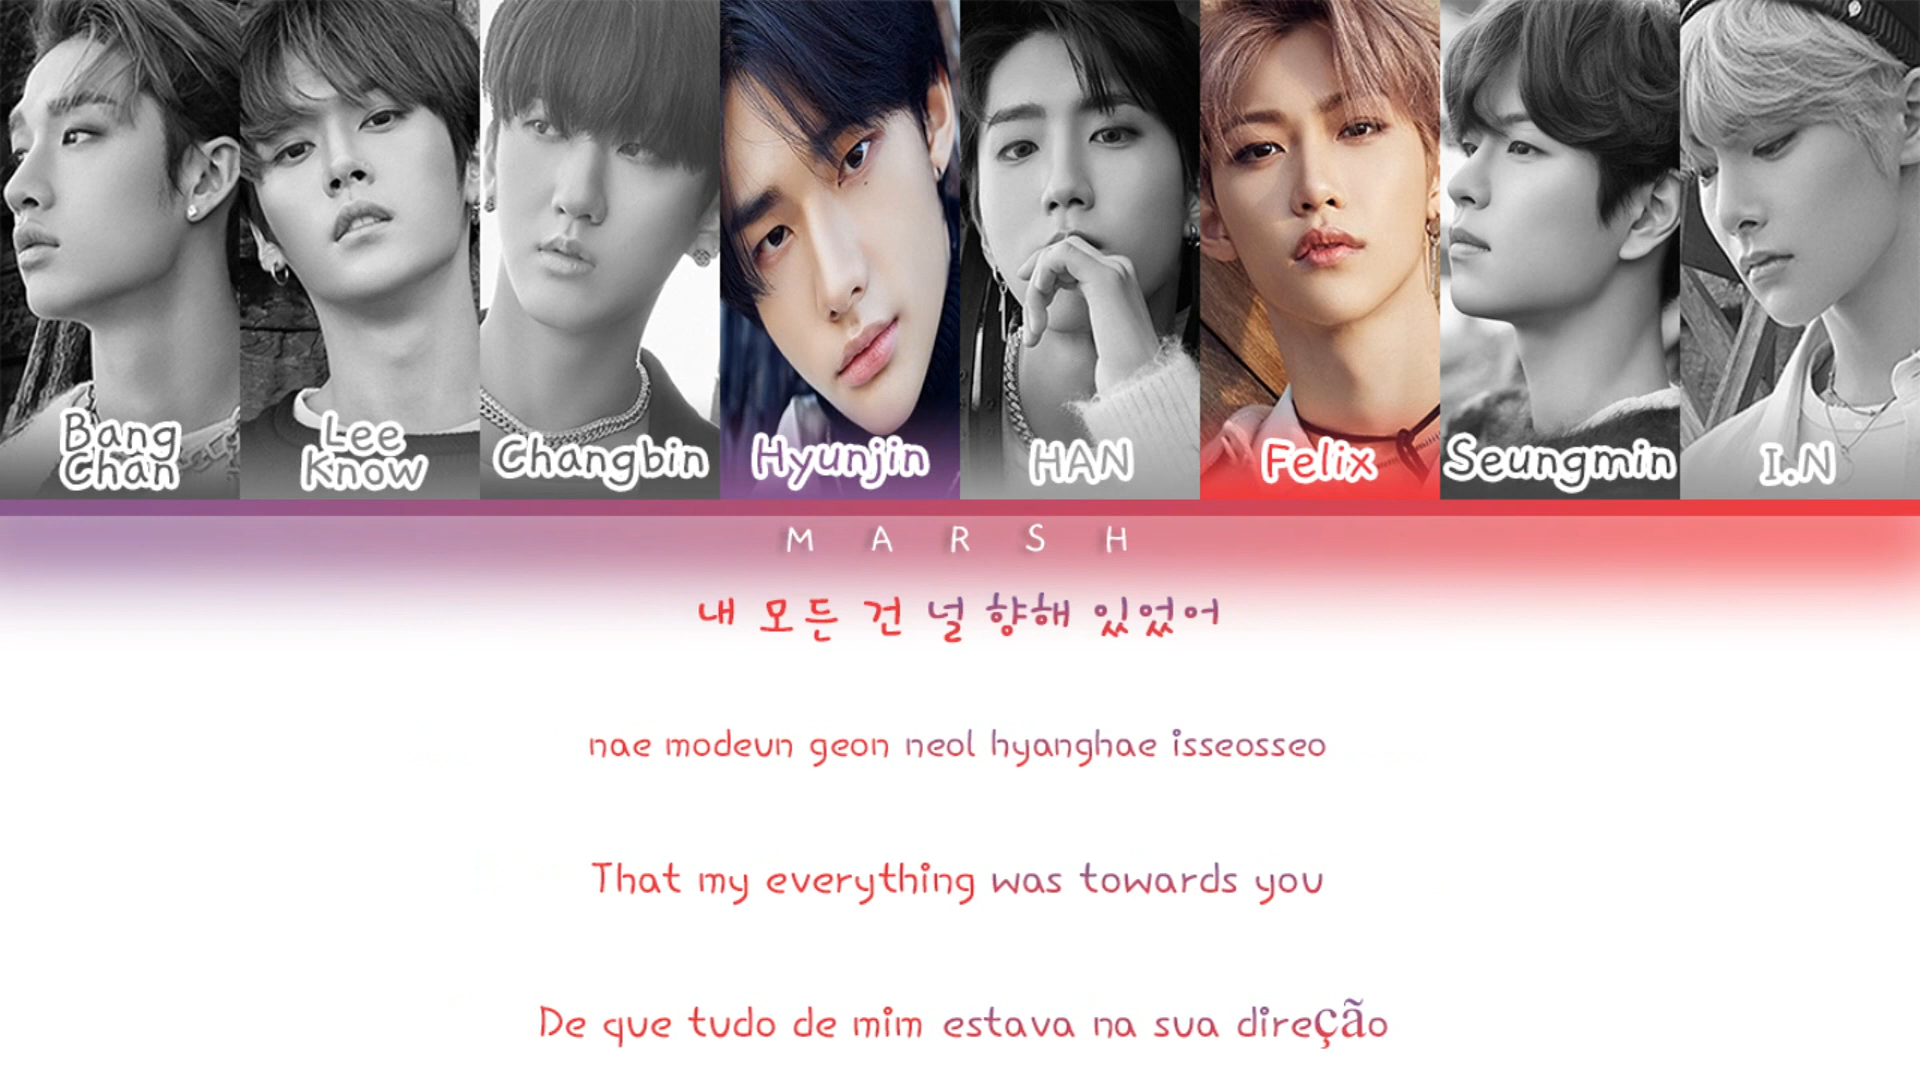 Bang
Chan
Lee
Know
Changbin
Hyunjin
HAN
Felix
Seungmin
I.N
MARSH
내 모든 건 널 향해 있었어
nae modeun geon neol hyanghae isseosseo
That my everything was towards you
De que tudo de mim estava na sua direção